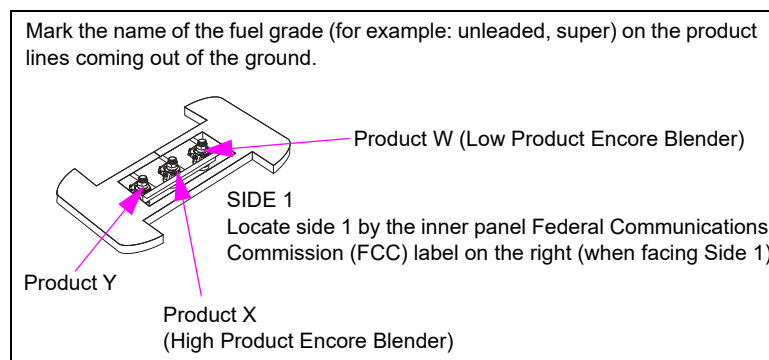 Mark the name of the fuel grade (for example: unleaded, super) on the product
lines coming out of the ground.
Product W (Low Product Encore Blender)
SIDE 1
Locate side 1 by the inner panel Federal Communications
Commission (FCC) label on the right (when facing Side 1)
Product Y
Product X
(High Product Encore Blender)